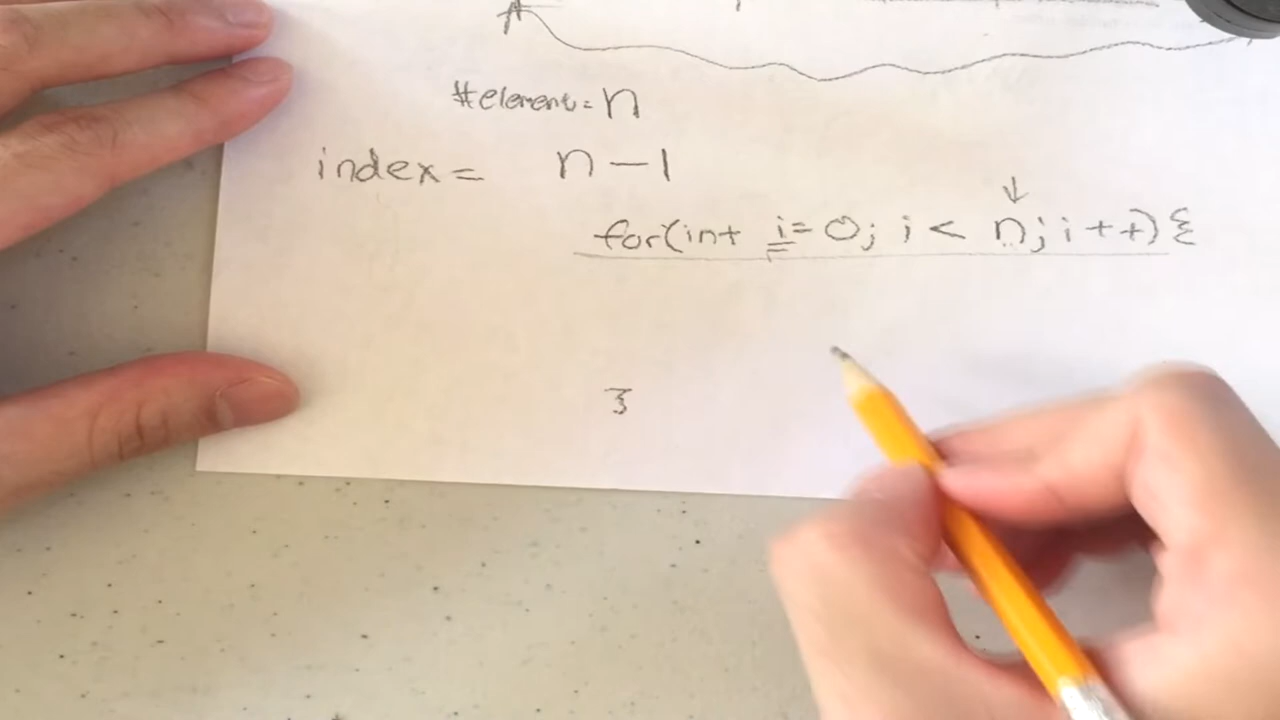 #element = n
index = n - 1
for(int i=0; i < n; i++){
}